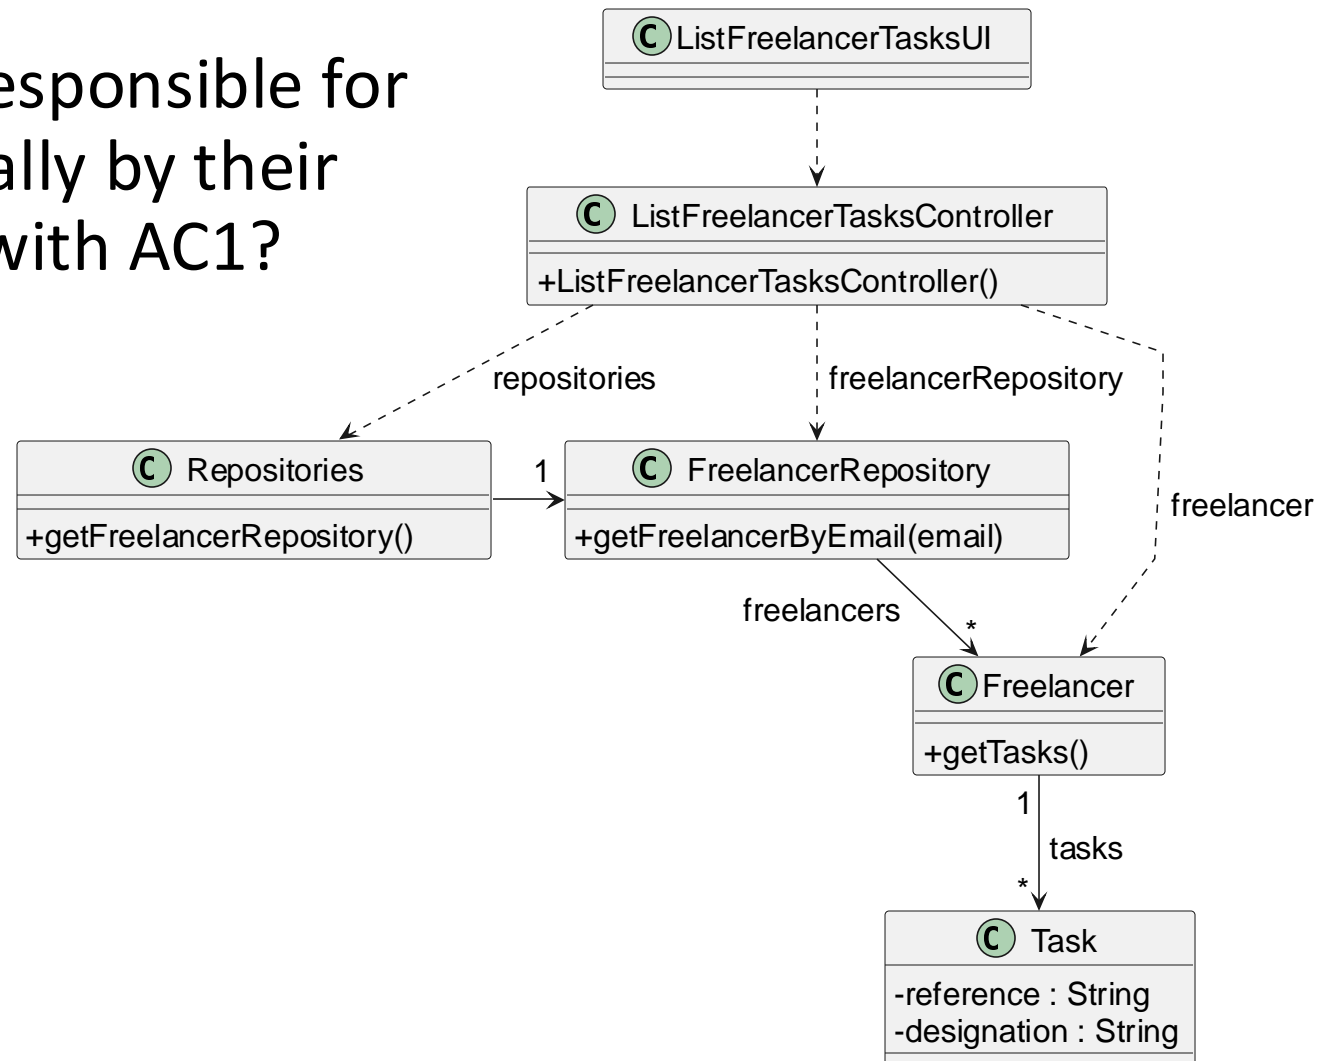 esponsible for
ally by their
with AC1?
C ListFreelancerTasksUI
C ListFreelancerTasksController
+ListFreelancerTasksController()
repositories
freelancerRepository
freelancer
C Repositories
+getFreelancerRepository()
1
C FreelancerRepository
+getFreelancerByEmail(email)
freelancers
*
C Freelancer
+getTasks()
1
tasks
*
C Task
-reference : String
-designation : String